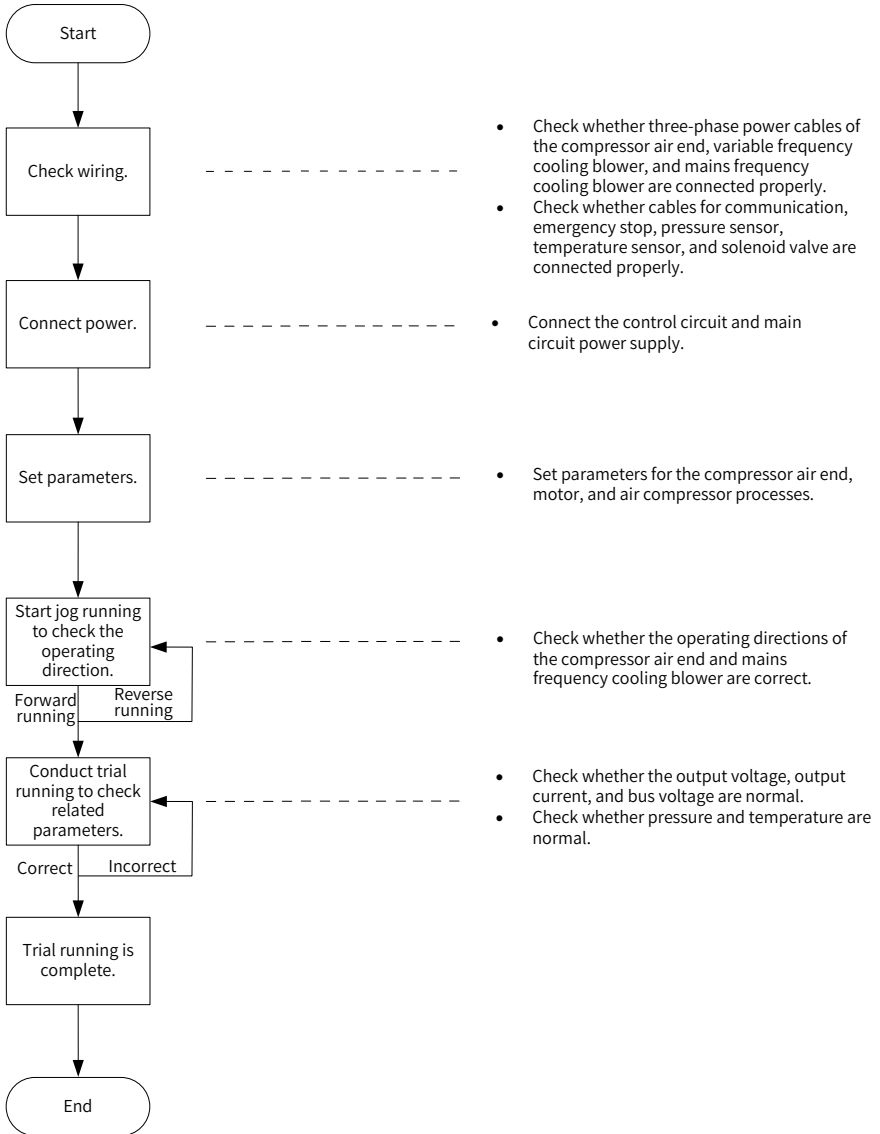 Start
Check wiring.
• Check whether three-phase power cables of
the compressor air end, variable frequency
cooling blower, and mains frequency
cooling blower are connected properly.
• Check whether cables for communication,
emergency stop, pressure sensor,
temperature sensor, and solenoid valve are
connected properly.
Connect power.
• Connect the control circuit and main
circuit power supply.
Set parameters.
• Set parameters for the compressor air end,
motor, and air compressor processes.
Start jog running
to check the
operating
direction.
• Check whether the operating directions of
the compressor air end and mains
frequency cooling blower are correct.
Forward
running
Reverse
running
Conduct trial
running to check
related
parameters.
• Check whether the output voltage, output
current, and bus voltage are normal.
• Check whether pressure and temperature are
normal.
Correct
Incorrect
Trial running is
complete.
End